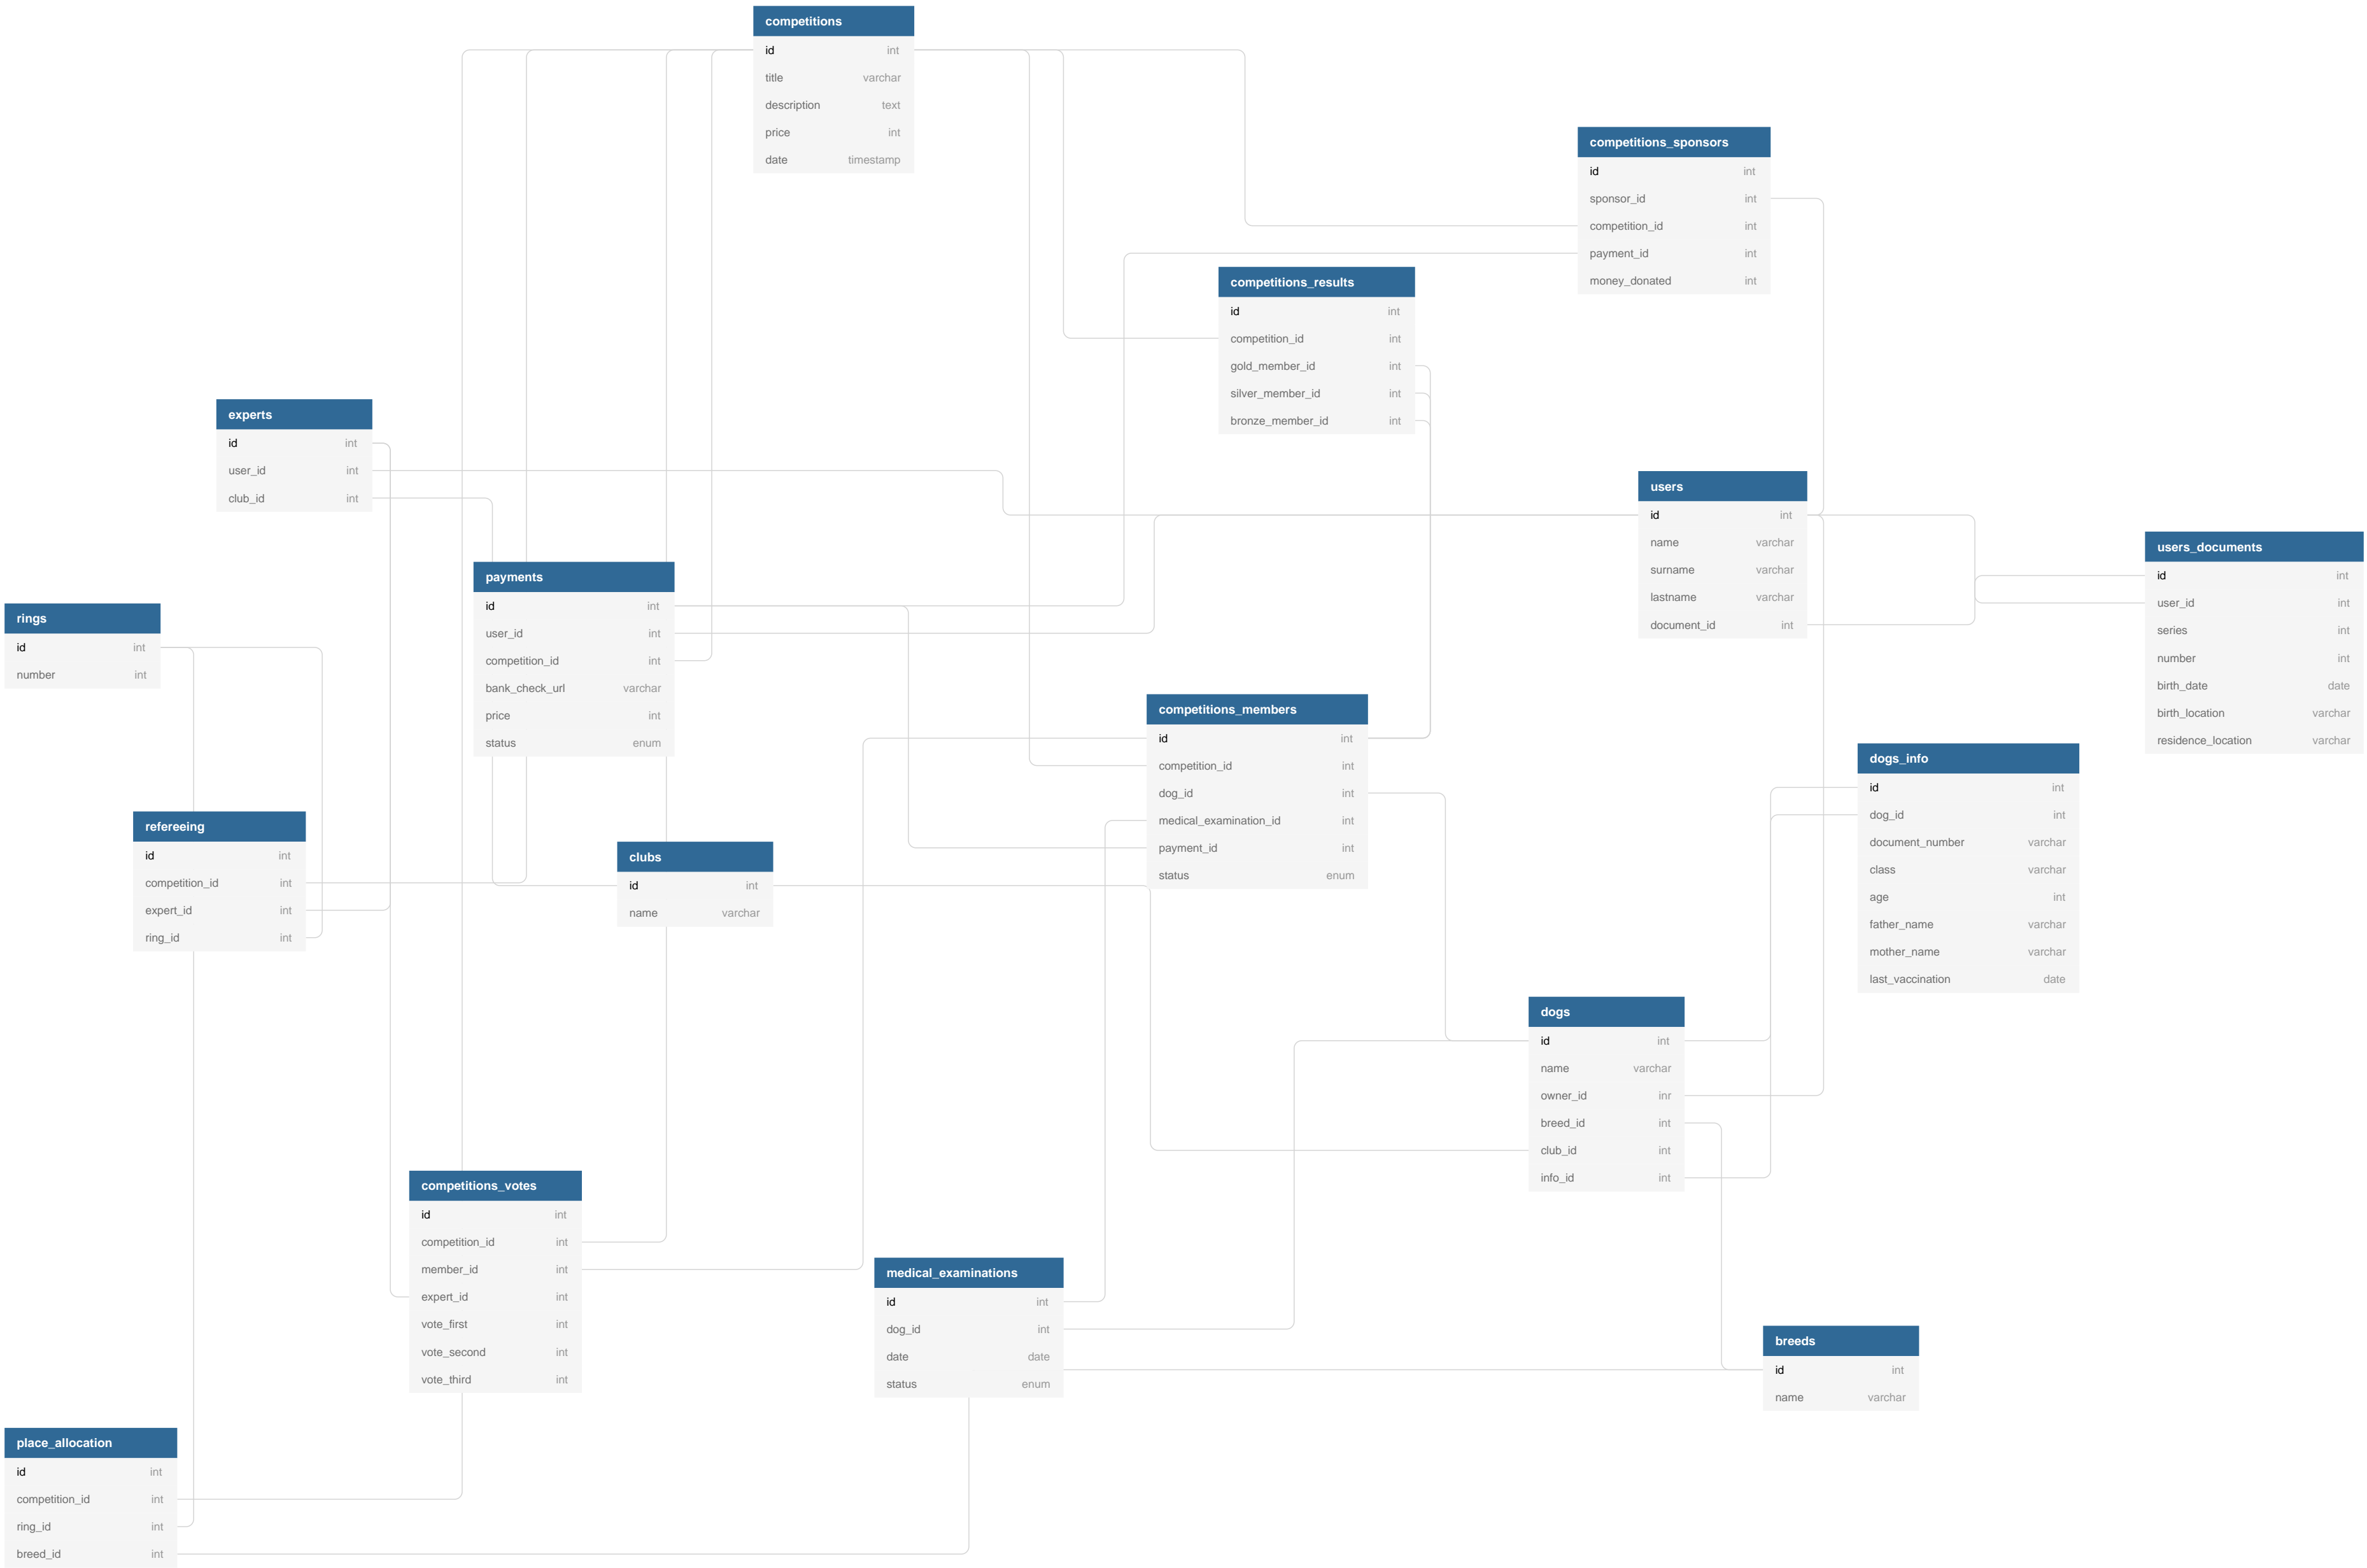 competitions
id int
title varchar
description text
price int
date timestamp
competitions_sponsors
id int
sponsor_id int
competition_id int
payment_id int
money_donated int
competitions_results
id int
competition_id int
gold_member_id int
silver_member_id int
bronze_member_id int
experts
id int
user_id int
club_id int
users
id int
name varchar
surname varchar
lastname varchar
document_id int
users_documents
id int
user_id int
series int
number int
birth_date date
birth_location varchar
residence_location varchar
payments
id int
user_id int
competition_id int
bank_check_url varchar
price int
status enum
rings
id int
number int
competitions_members
id int
competition_id int
dog_id int
medical_examination_id int
payment_id int
status enum
dogs_info
id int
dog_id int
document_number varchar
class varchar
age int
father_name varchar
mother_name varchar
last_vaccination date
refereeing
id int
competition_id int
expert_id int
ring_id int
clubs
id int
name varchar
dogs
id int
name varchar
owner_id inr
breed_id int
club_id int
info_id int
competitions_votes
id int
competition_id int
member_id int
expert_id int
vote_first int
vote_second int
vote_third int
medical_examinations
id int
dog_id int
date date
status enum
breeds
id int
name varchar
place_allocation
id int
competition_id int
ring_id int
breed_id int